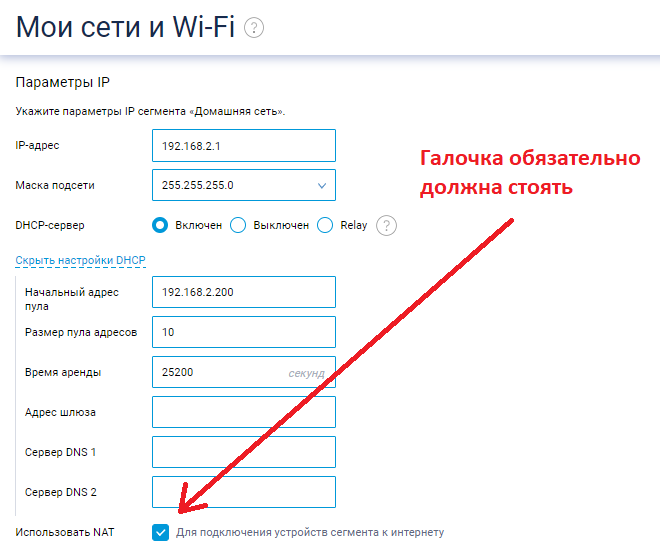 Мои сети и Wi-Fi ?
Параметры IP
Укажите параметры IP сегмента «Домашняя сеть».
IP-адрес 192.168.2.1
Маска подсети 255.255.255.0
Галочка обязательно
должна стоять
DHCP-сервер Включен Выключен Relay ?
Скрыть настройки DHCP
Начальный адрес
пула 192.168.2.200
Размер пула адресов 10
Время аренды 25200 секунд
Адрес шлюза
Сервер DNS 1
Сервер DNS 2
Использовать NAT Для подключения устройств сегмента к интернету